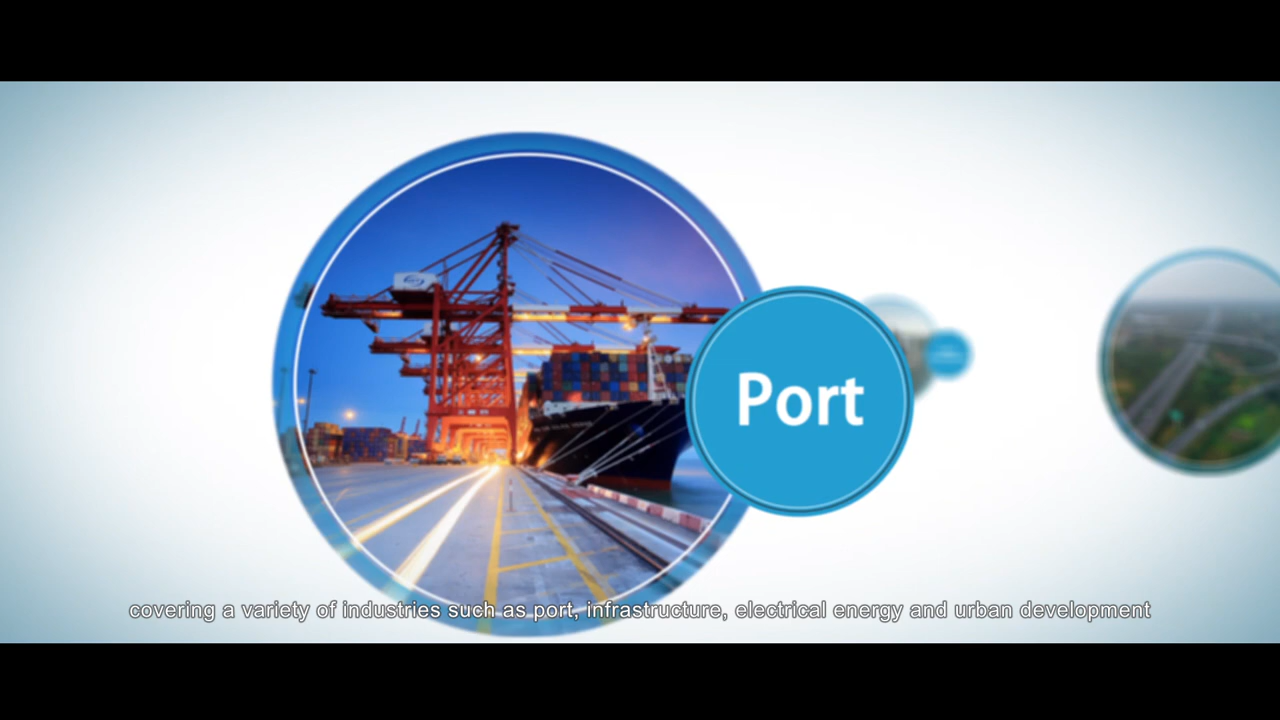 Port
covering a variety of industries such as port, infrastructure, electrical energy and urban development